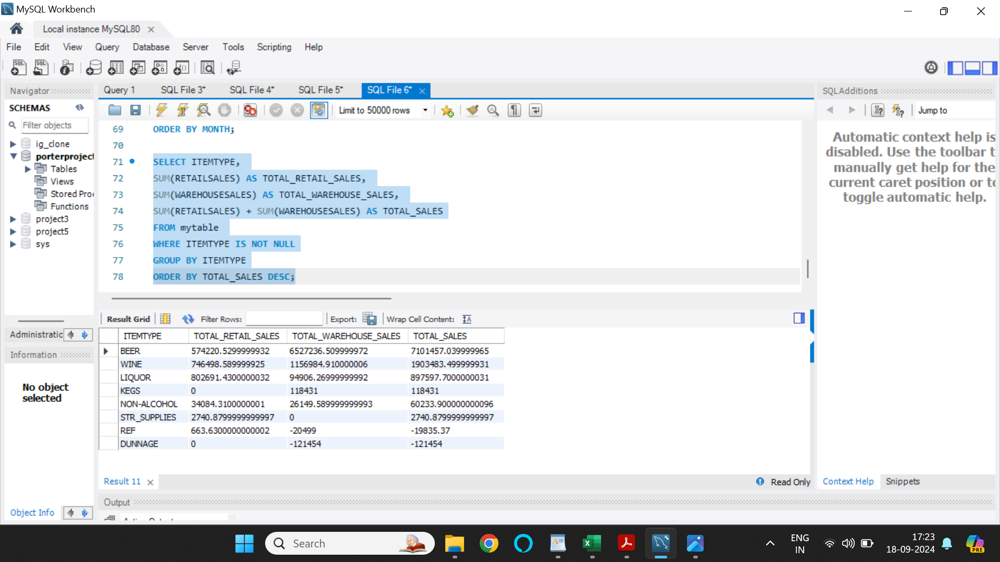 MySQL Workbench
Local instance MySQL80
File Edit View Query Database Server Tools Scripting Help
Navigator
Query 1 SQL File 3* SQL File 4* SQL File 5* SQL File 6*
SQLAdditions
SCHEMAS
Limit to 50000 rows
Jump to
Filter objects
ig_clone
porterproject
Tables
Views
Stored Pro
Functions
project3
project5
sys
69 ORDER BY MONTH;
70
71 SELECT ITEMTYPE,
72 SUM(RETAILSALES) AS TOTAL_RETAIL_SALES,
73 SUM(WAREHOUSESALES) AS TOTAL_WAREHOUSE_SALES,
74 SUM(RETAILSALES) + SUM(WAREHOUSESALES) AS TOTAL_SALES
75 FROM mytable
76 WHERE ITEMTYPE IS NOT NULL
77 GROUP BY ITEMTYPE
78 ORDER BY TOTAL_SALES DESC;
Automatic context help is
disabled. Use the toolbar t
manually get help for the
current caret position or to
toggle automatic help.
Administratic
Information
No object
selected
Object Info
Result Grid Filter Rows: Export: Wrap Cell Content:
ITEMTYPE TOTAL_RETAIL_SALES TOTAL_WAREHOUSE_SALES TOTAL_SALES
BEER 574220.5299999932 6527236.509999972 7101457.039999965
WINE 746498.589999925 1156984.910000006 1903483.499999931
LIQUOR 802691.4300000032 94906.26999999992 897597.7000000031
KEGS 0 118431 118431
NON-ALCOHOL 34084.3100000001 26149.589999999993 60233.900000000096
STR_SUPPLIES 2740.8799999999997 0 2740.8799999999997
REF 663.6300000000002 -20499 -19835.37
DUNNAGE 0 -121454 -121454
Result 11
Read Only
Context Help Snippets
Output
Search
ENG
IN
17:23
18-09-2024
PRE